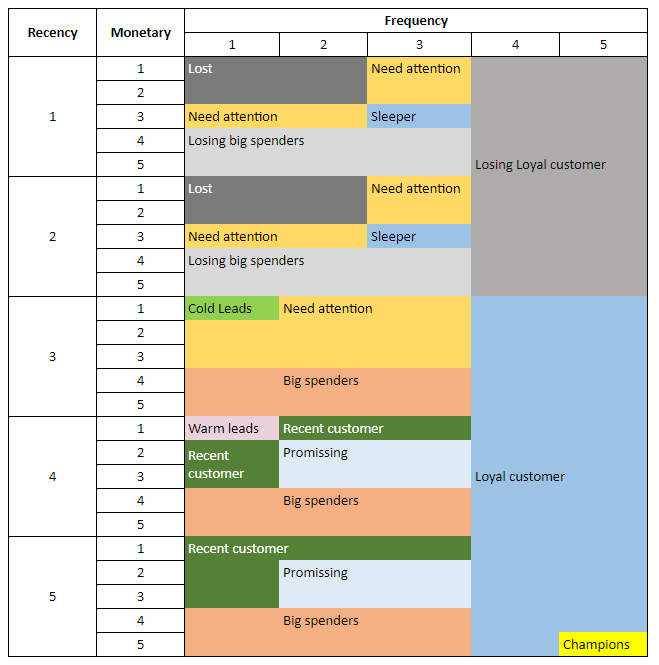 Frequency
Recency Monetary
1 2 3 4 5
1 Lost Need attention
2
1
3 Need attention Sleeper
4 Losing big spenders
5 Losing Loyal customer
1 Lost Need attention
2
2
3 Need attention Sleeper
4 Losing big spenders
5
1 Cold Leads Need attention
2
3
3
4 Big spenders
5
1 Warm leads Recent customer
2 Recent Promissing
3 customer
4 Loyal customer
4 Big spenders
5
1 Recent customer
2 Promissing
5
3
4 Big spenders
5 Champions